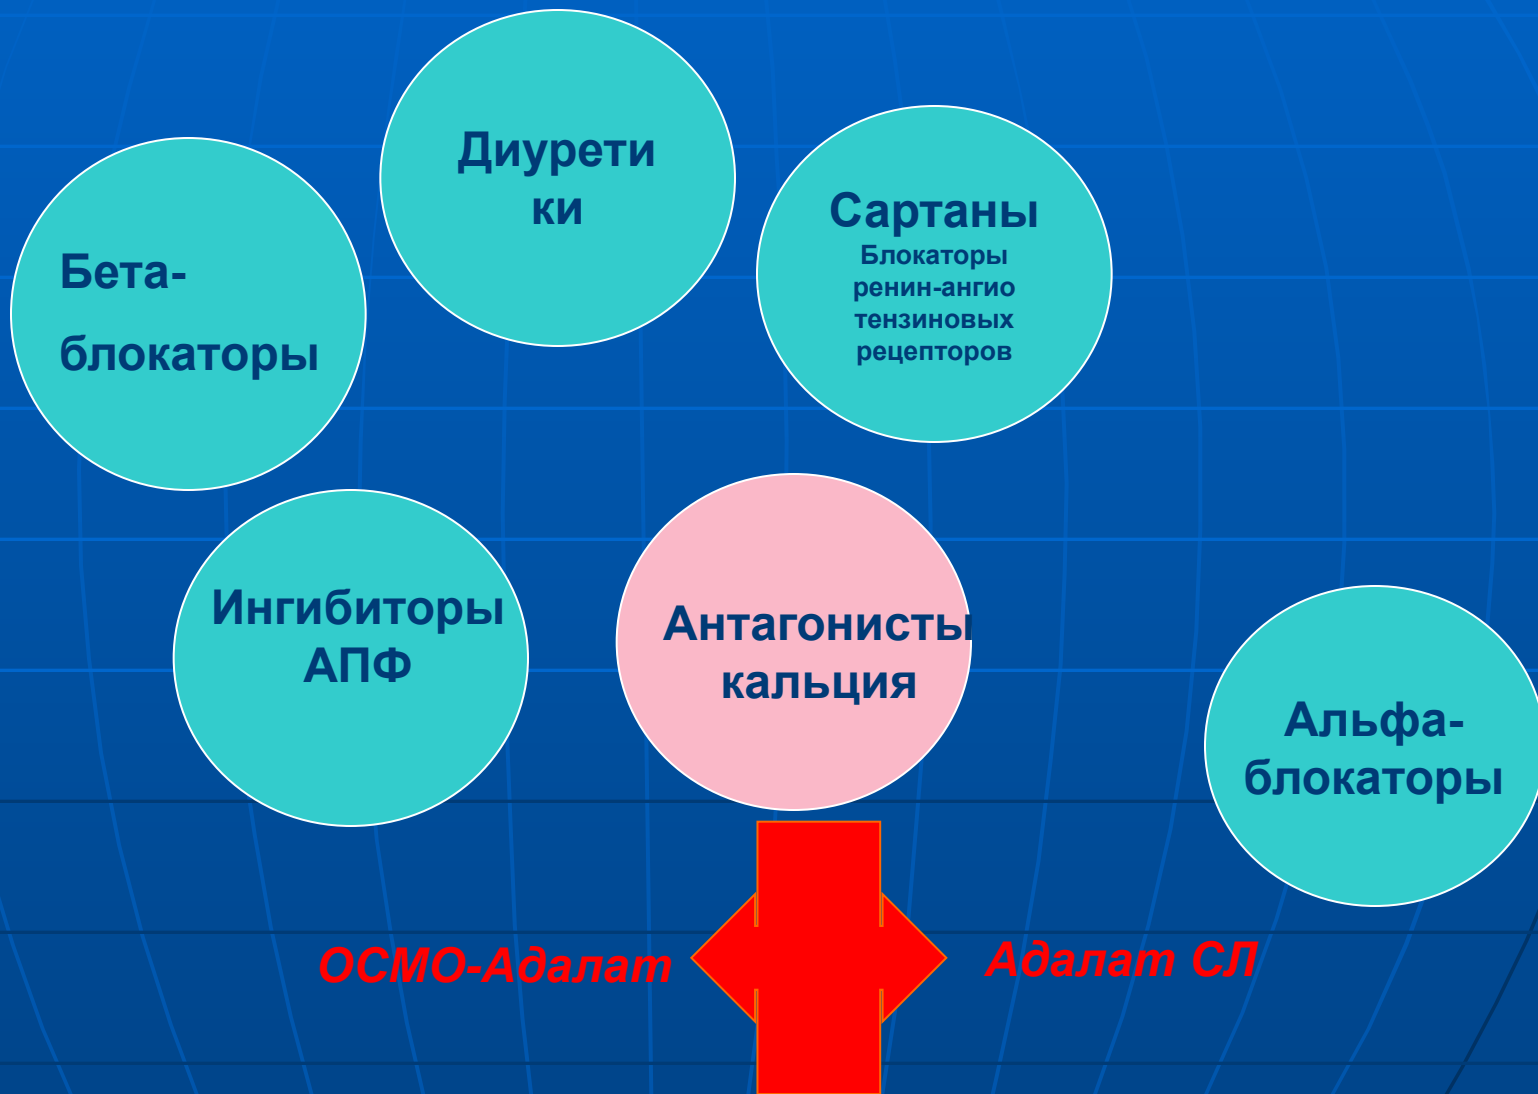 Диурети
ки
Бета-
блокаторы
Сартаны
Блокаторы
ренин-ангио
тензиновых
рецепторов
Ингибиторы
АПФ
Антагонисты
кальция
Альфа-
блокаторы
ОСМО-Адалат
Адалат СЛ